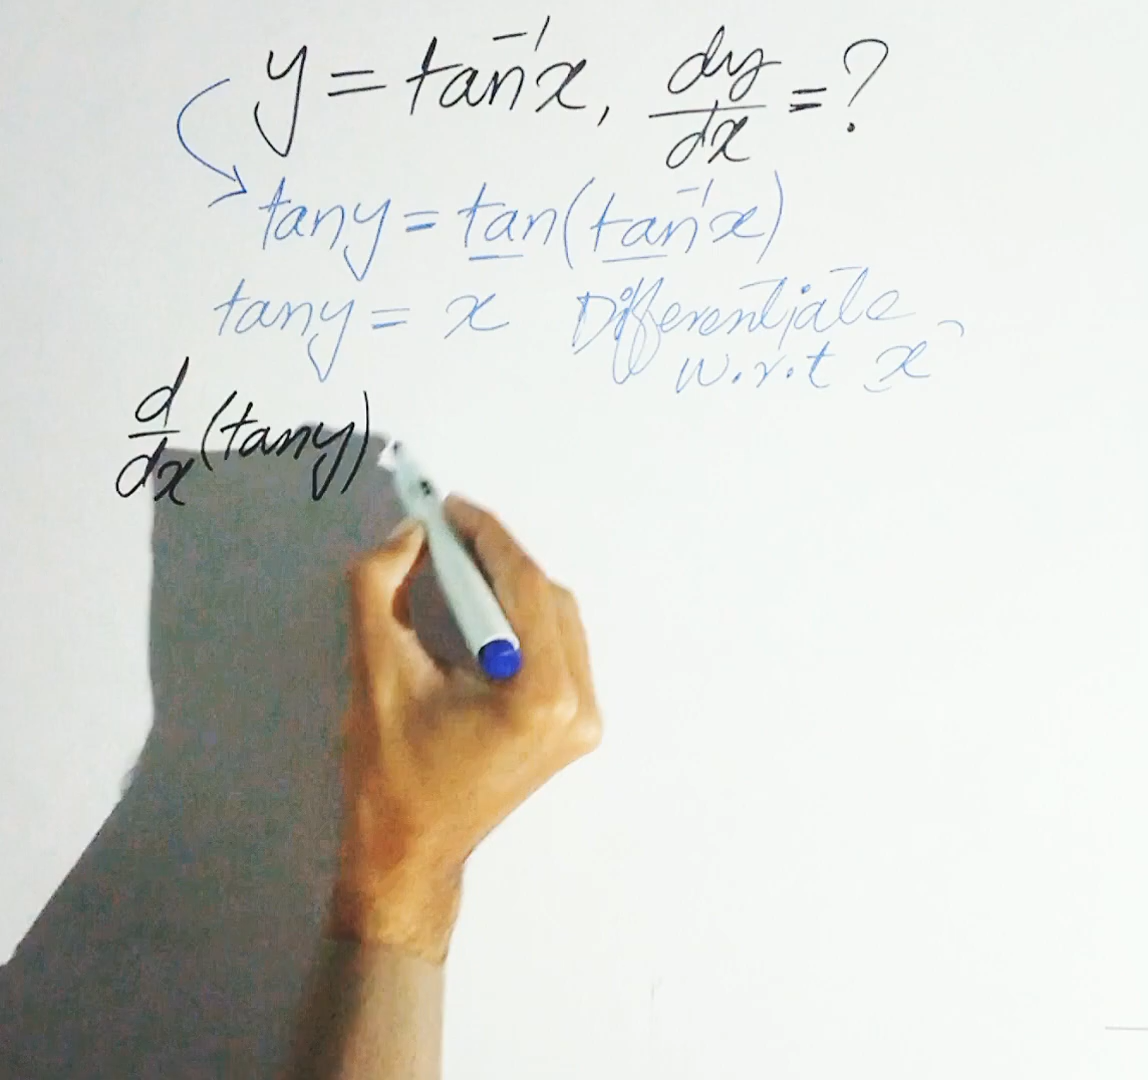 y = tan⁻¹x, dy/dx = ?
tany = tan(tan⁻¹x)
tany = x Differentiate
w.r.t x
d/dx (tany)